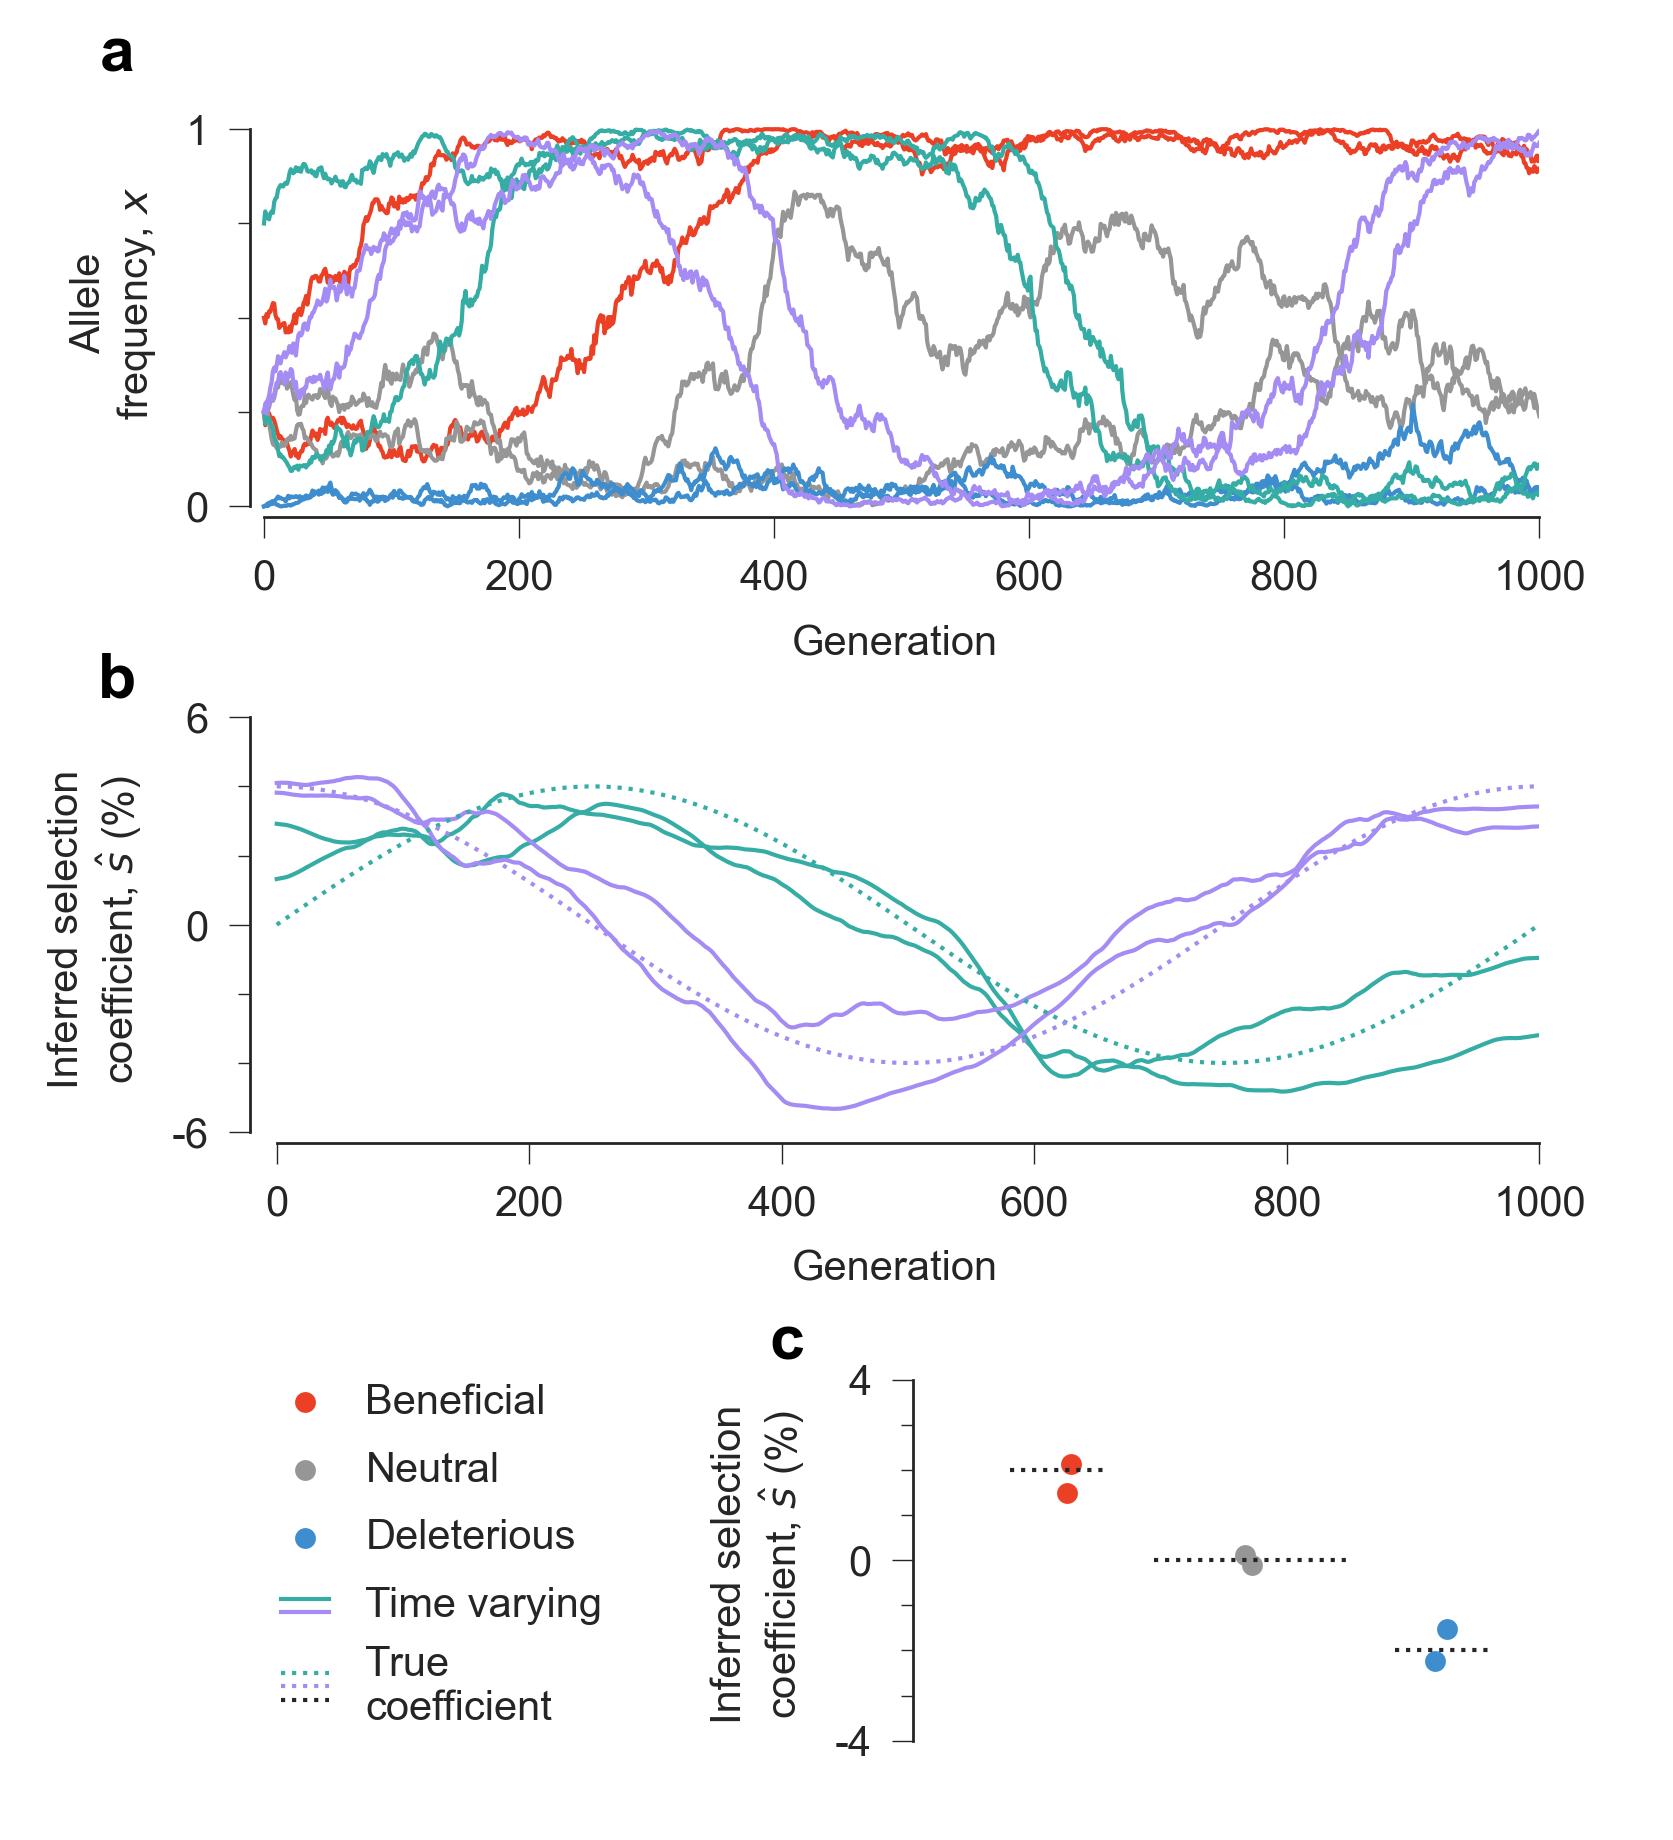 a
Allele
frequency, x
1
0
0 200 400 600 800 1000
Generation
b
Inferred selection
coefficient, ŝ (%)
6
0
-6
0 200 400 600 800 1000
Generation
Beneficial
Neutral
Deleterious
Time varying
True
coefficient
c
Inferred selection
coefficient, ŝ (%)
4
0
-4